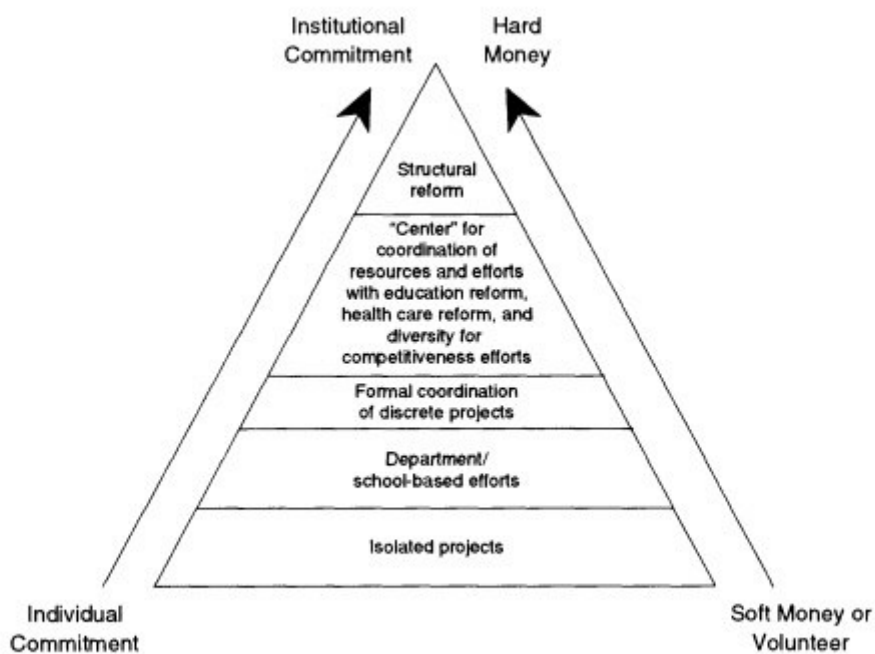 Institutional
Commitment
Hard
Money
Structural
reform
"Center" for
coordination of
resources and efforts
with education reform,
health care reform, and
diversity for
competitiveness efforts
Formal coordination
of discrete projects
Department/
school-based efforts
Isolated projects
Individual
Commitment
Soft Money or
Volunteer